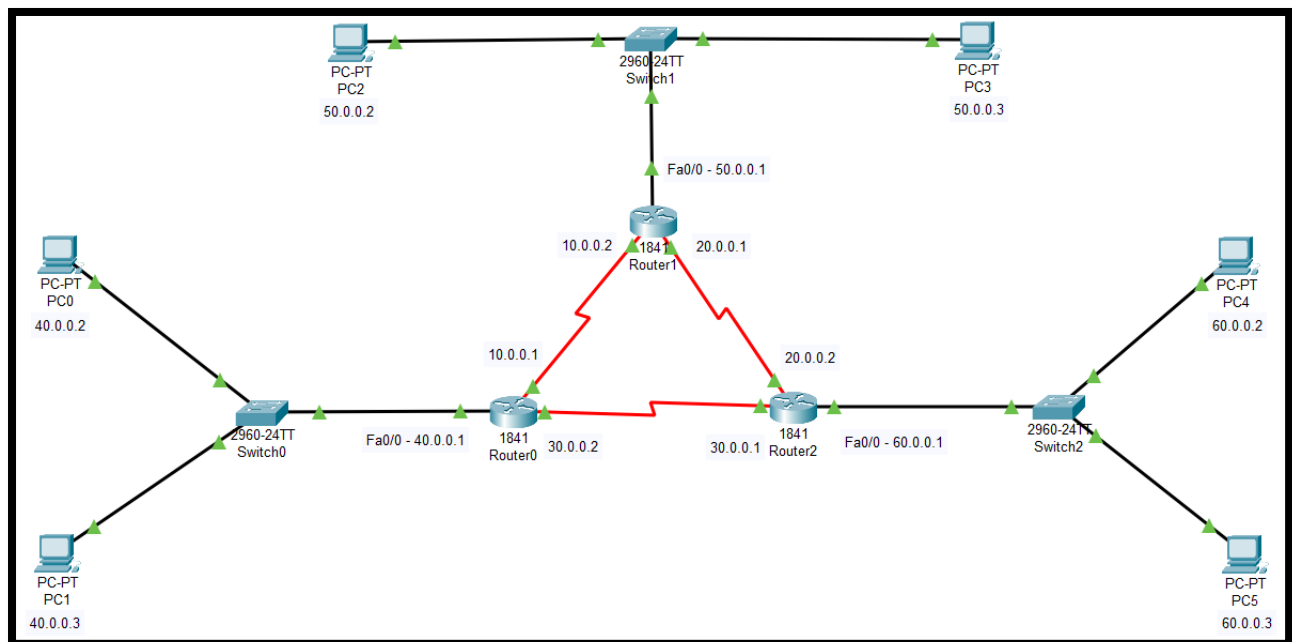 PC-PT
PC2
50.0.0.2
2960-24TT
Switch1
PC-PT
PC3
50.0.0.3
Fa0/0 - 50.0.0.1
10.0.0.2
1841
Router1
20.0.0.1
PC-PT
PC0
40.0.0.2
PC-PT
PC4
60.0.0.2
10.0.0.1
20.0.0.2
2960-24TT
Switch0
Fa0/0 - 40.0.0.1
1841
Router0
30.0.0.2
30.0.0.1
1841
Router2
Fa0/0 - 60.0.0.1
2960-24TT
Switch2
PC-PT
PC1
40.0.0.3
PC-PT
PC5
60.0.0.3